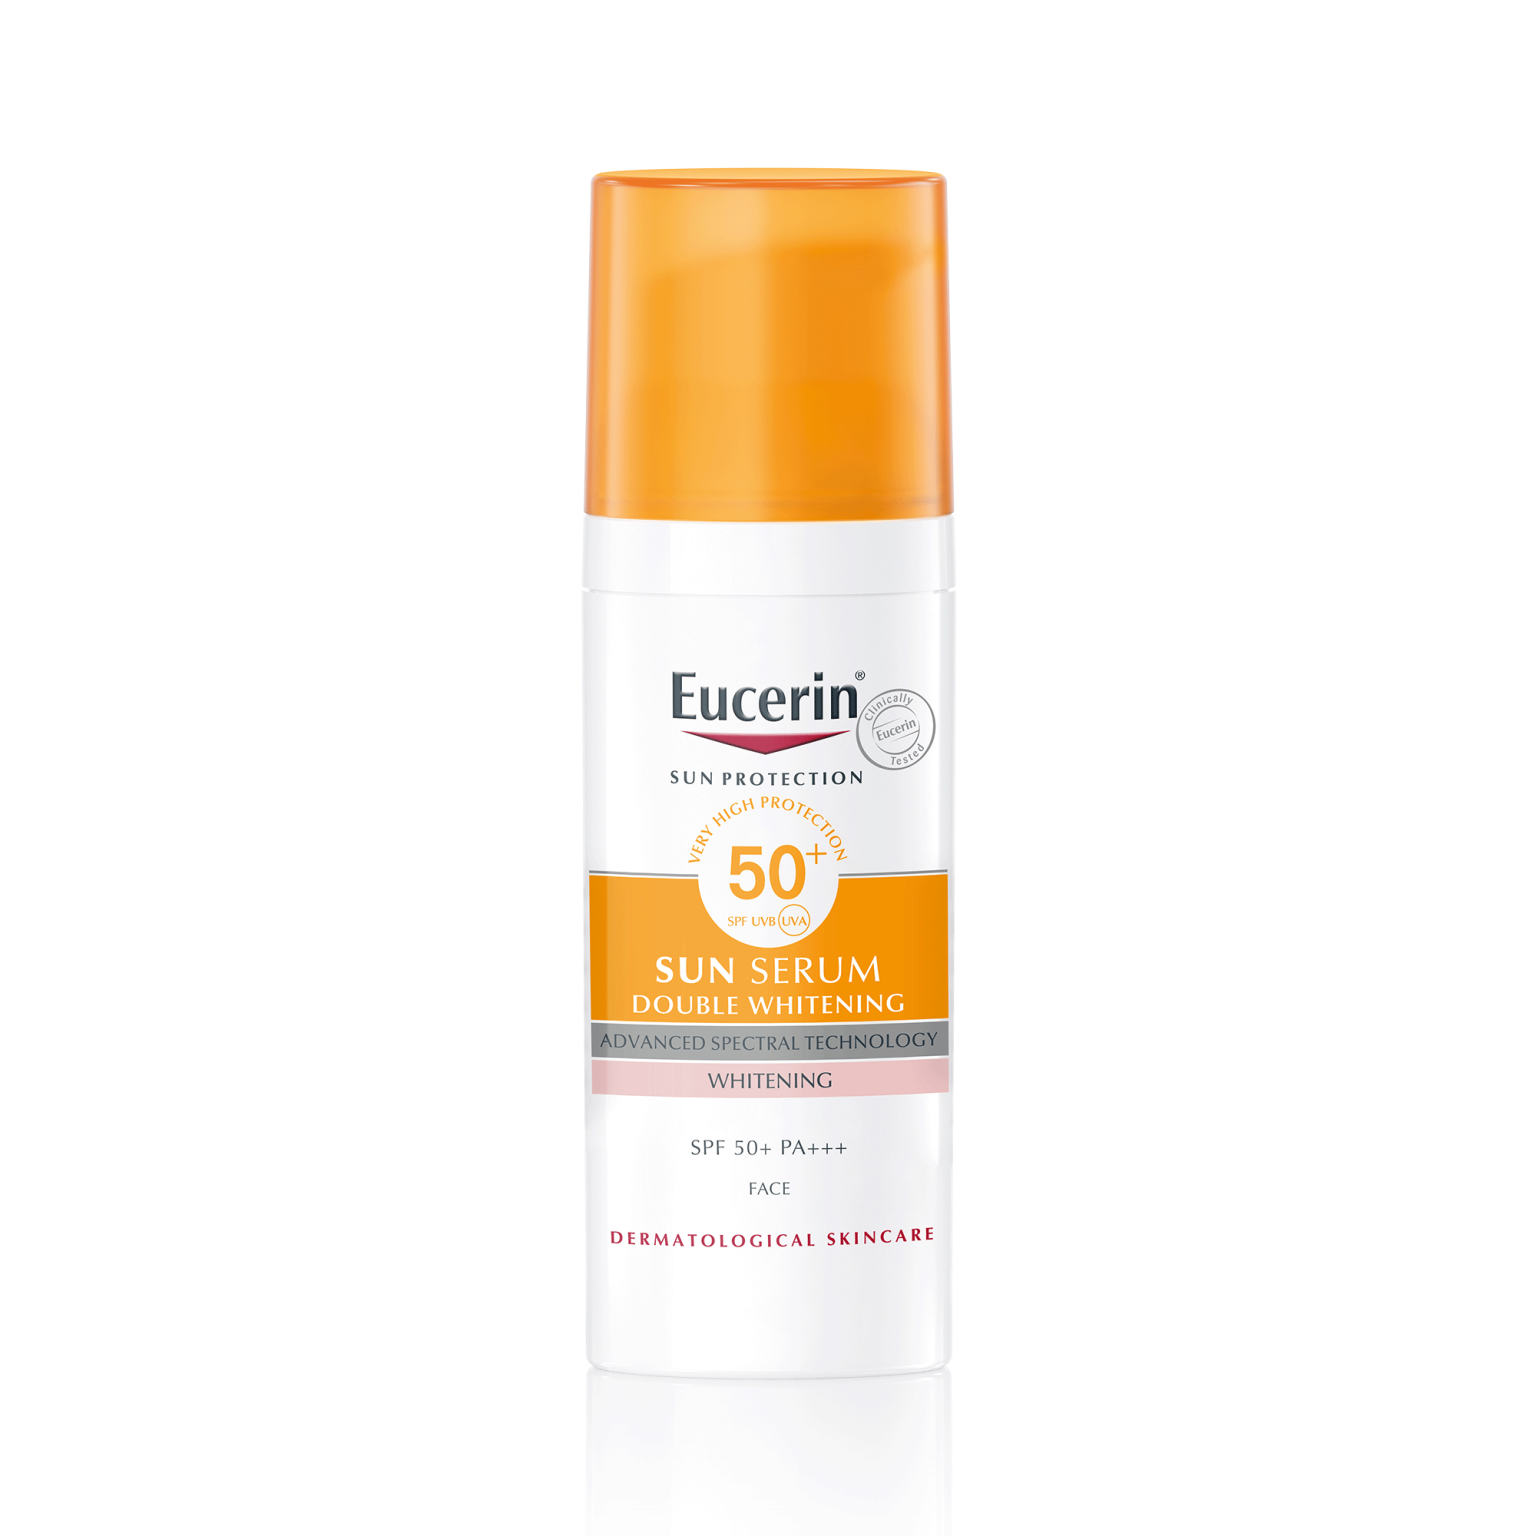 Eucerin®
Clinically
Eucerin
Tested
SUN PROTECTION
VERY HIGH PROTECTION
50+
SPF UVB UVA
SUN SERUM
DOUBLE WHITENING
ADVANCED SPECTRAL TECHNOLOGY
WHITENING
SPF 50+ PA+++
FACE
DERMATOLOGICAL SKINCARE